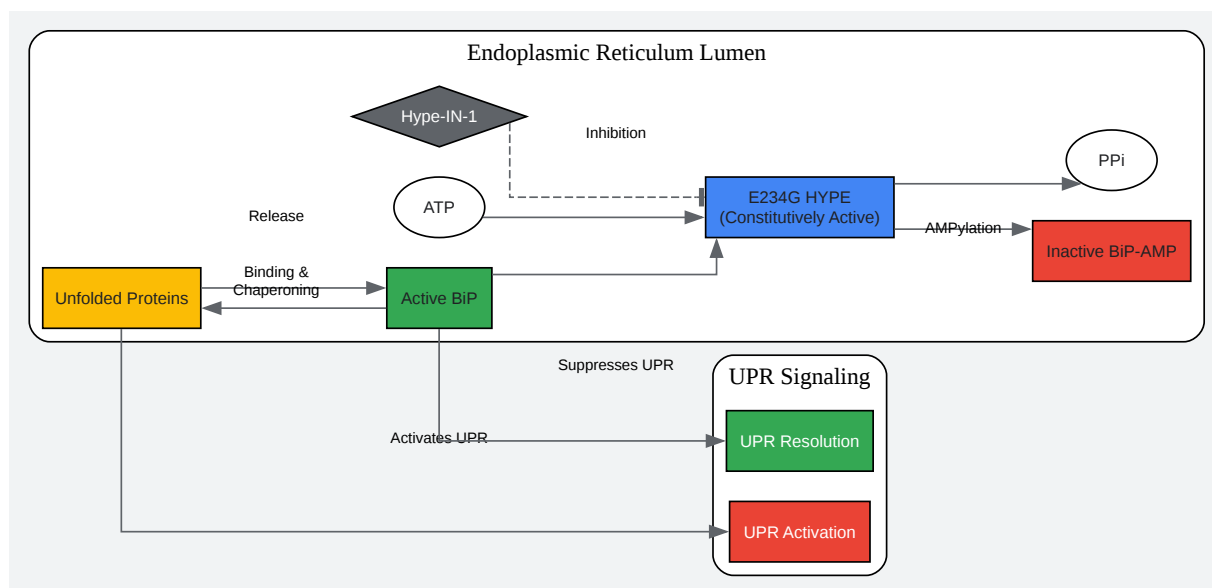 Endoplasmic Reticulum Lumen
Hype-IN-1
Inhibition
PPi
E234G HYPE
(Constitutively Active)
ATP
Release
AMPylation
Inactive BiP-AMP
Binding &
Chaperoning
Unfolded Proteins
Active BiP
Suppresses UPR
UPR Signaling
Activates UPR
UPR Resolution
UPR Activation